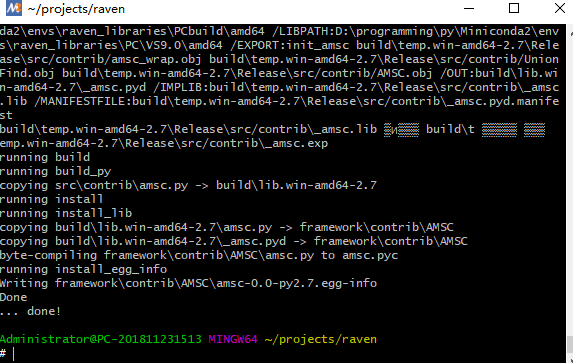 ~/projects/raven
da2\envs\raven_libraries\PCbuild\amd64 /LIBPATH:D:\programming\py\Miniconda2\env
s\raven_libraries\PC\VS9.0\amd64 /EXPORT:init_amsc build\temp.win-amd64-2.7\Rele
ase\src/contrib/amsc_wrap.obj build\temp.win-amd64-2.7\Release\src/contrib/Union
Find.obj build\temp.win-amd64-2.7\Release\src/contrib/AMSC.obj /OUT:build\lib.wi
n-amd64-2.7\_amsc.pyd /IMPLIB:build\temp.win-amd64-2.7\Release\src/contrib\_amsc
.lib /MANIFESTFILE:build\temp.win-amd64-2.7\Release\src/contrib\_amsc.pyd.manife
st
build\temp.win-amd64-2.7\Release\src/contrib\_amsc.lib build\t
emp.win-amd64-2.7\Release\src/contrib\_amsc.exp
running build
running build_py
copying src\contrib\amsc.py -> build\lib.win-amd64-2.7
running install
running install_lib
copying build\lib.win-amd64-2.7\amsc.py -> framework\contrib\AMSC
copying build\lib.win-amd64-2.7\_amsc.pyd -> framework\contrib\AMSC
byte-compiling framework\contrib\AMSC\amsc.py to amsc.pyc
running install_egg_info
Writing framework\contrib\AMSC\amsc-0.0-py2.7.egg-info
Done
... done!
Administrator@PC-201811231513 MINGW64 ~/projects/raven
#